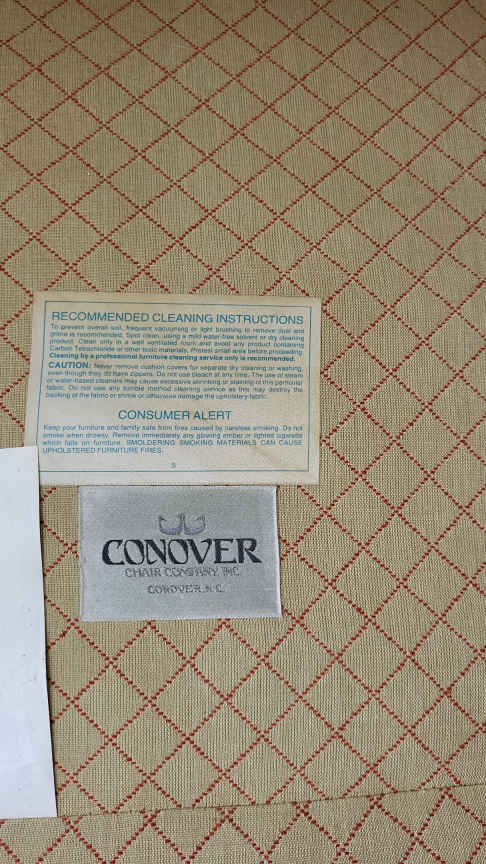 RECOMMENDED CLEANING INSTRUCTIONS
To prevent overall soil, frequent vacuuming or light brushing to remove dust and
grime is recommended. Spot clean, using a mild water-free solvent or dry cleaning
product. Clean only in a well ventilated room and avoid any product containing
Carbon Tetrachloride or other toxic materials. Pretest small area before proceeding.
Cleaning by a professional furniture cleaning service only is recommended.
CAUTION: Never remove cushion covers for separate dry cleaning or washing,
even though they do have zippers. Do not use bleach at any time. The use of steam
or water-based cleaners may cause excessive shrinking or staining of this particular
fabric. Do not use any tumble method cleaning service as this may destroy the
backing of the fabric or shrink or otherwise damage the upholstery fabric.
CONSUMER ALERT
Keep your furniture and family safe from fires caused by careless smoking. Do not
smoke when drowsy. Remove immediately any glowing ember or lighted cigarette
which falls on furniture. SMOLDERING SMOKING MATERIALS CAN CAUSE
UPHOLSTERED FURNITURE FIRES.
S
CONOVER
CHAIR COMPANY, INC.
CONOVER, N.C.